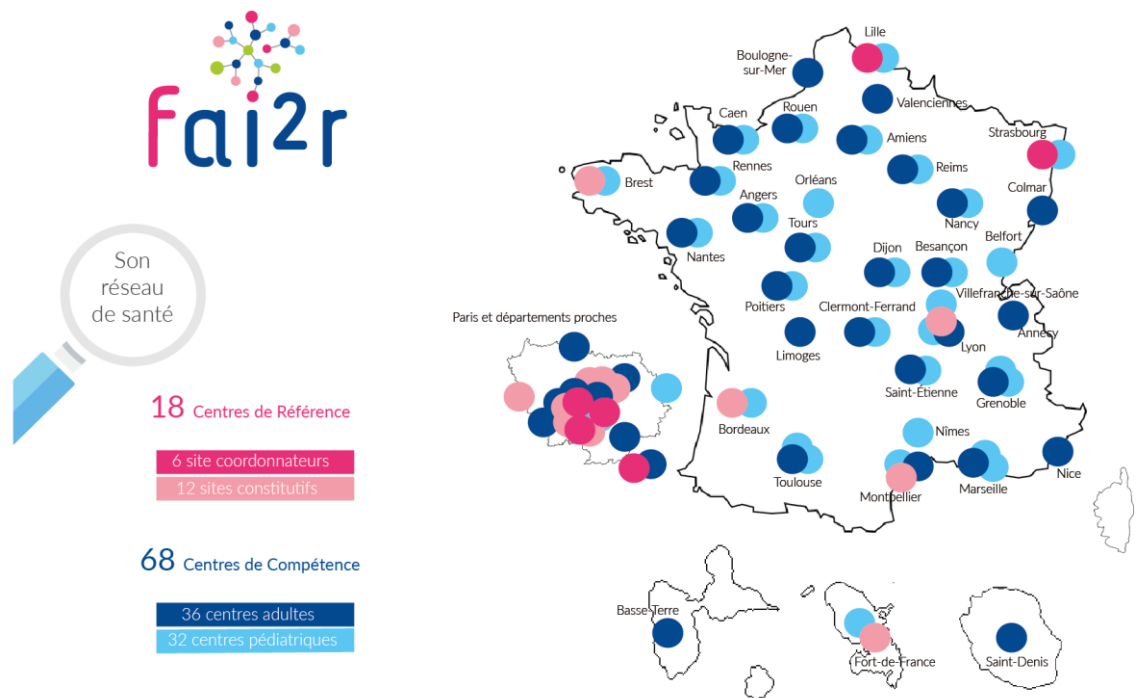 fai2r
Son
réseau
de santé
18 Centres de Référence
6 site coordonnateurs
12 sites constitutifs
68 Centres de Compétence
36 centres adultes
32 centres pédiatriques
Lille
Boulogne-
sur-Mer
Valenciennes
Caen
Rouen
Amiens
Strasbourg
Rennes
Reims
Brest
Orléans
Colmar
Angers
Nancy
Tours
Belfort
Nantes
Dijon
Besançon
Poitiers
Clermont-Ferrand
Villefranche-sur-Saône
Paris et départements proches
Limoges
Lyon
Annecy
Saint-Étienne
Grenoble
Bordeaux
Nîmes
Toulouse
Montpellier
Marseille
Nice
Basse Terre
Fort-de-France
Saint-Denis